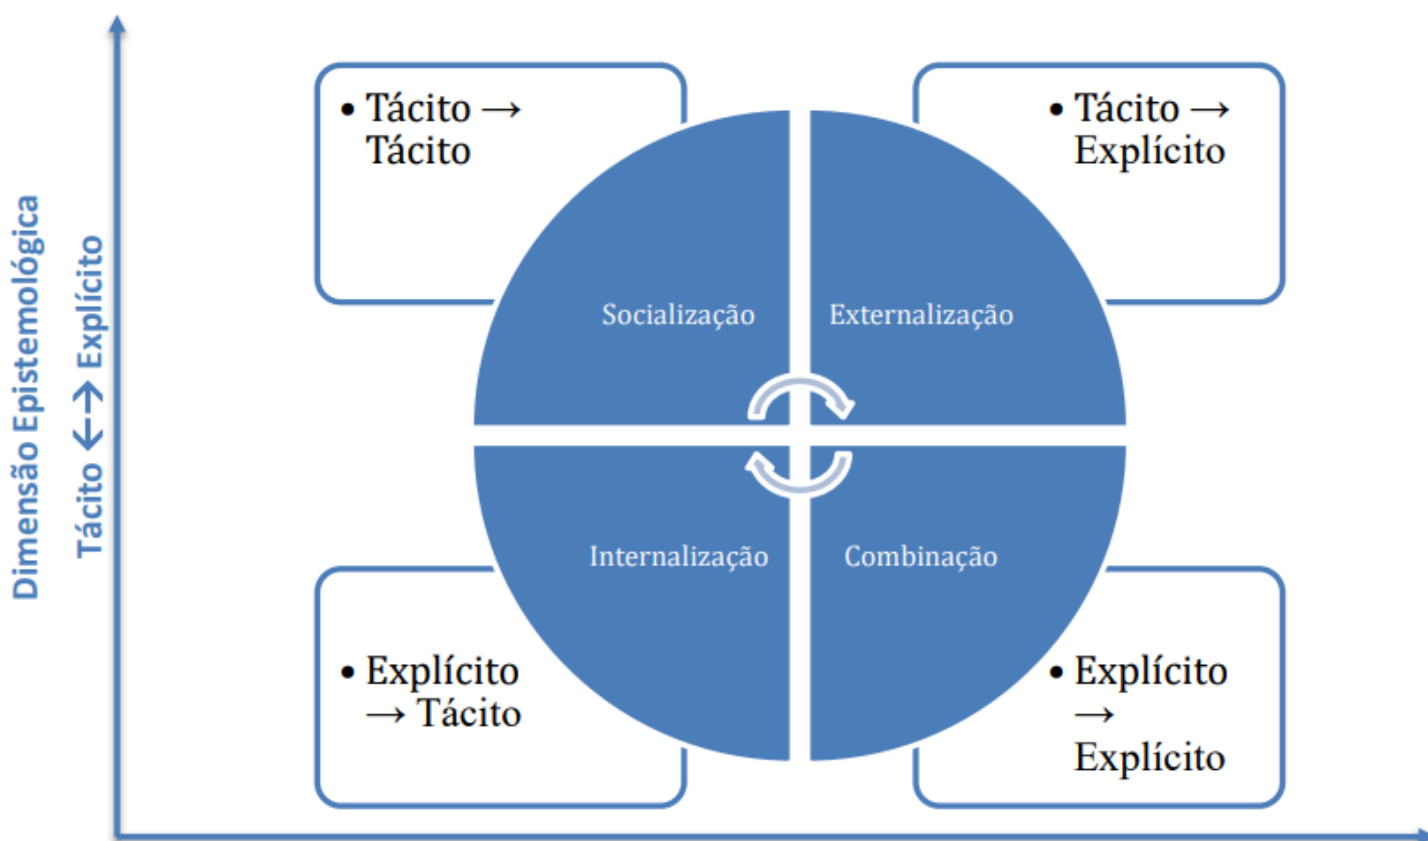 Dimensão Epistemológica
Tácito ←→ Explícito
• Tácito →
Tácito
• Tácito →
Explícito
Socialização
Externalização
Internalização
Combinação
• Explícito
→ Tácito
• Explícito
→
Explícito